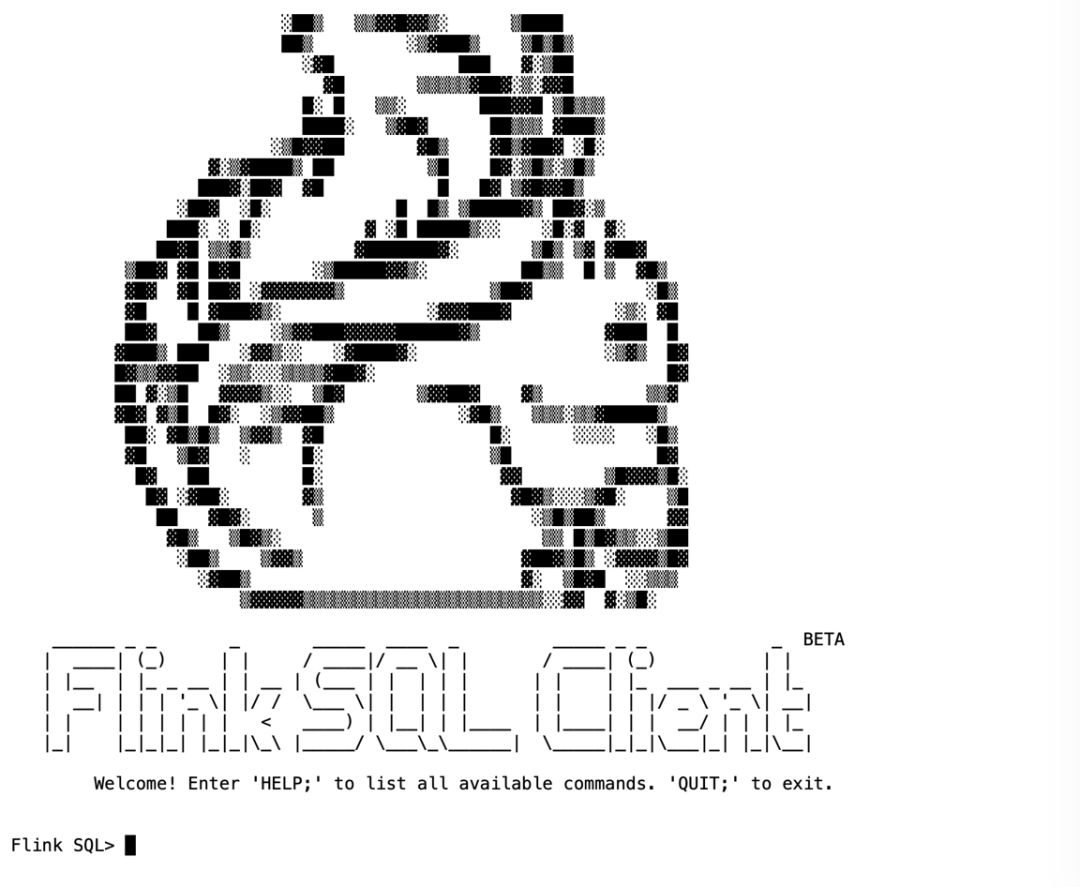 Flink SQL Client BETA
Welcome! Enter 'HELP;' to list all available commands. 'QUIT;' to exit.
Flink SQL>